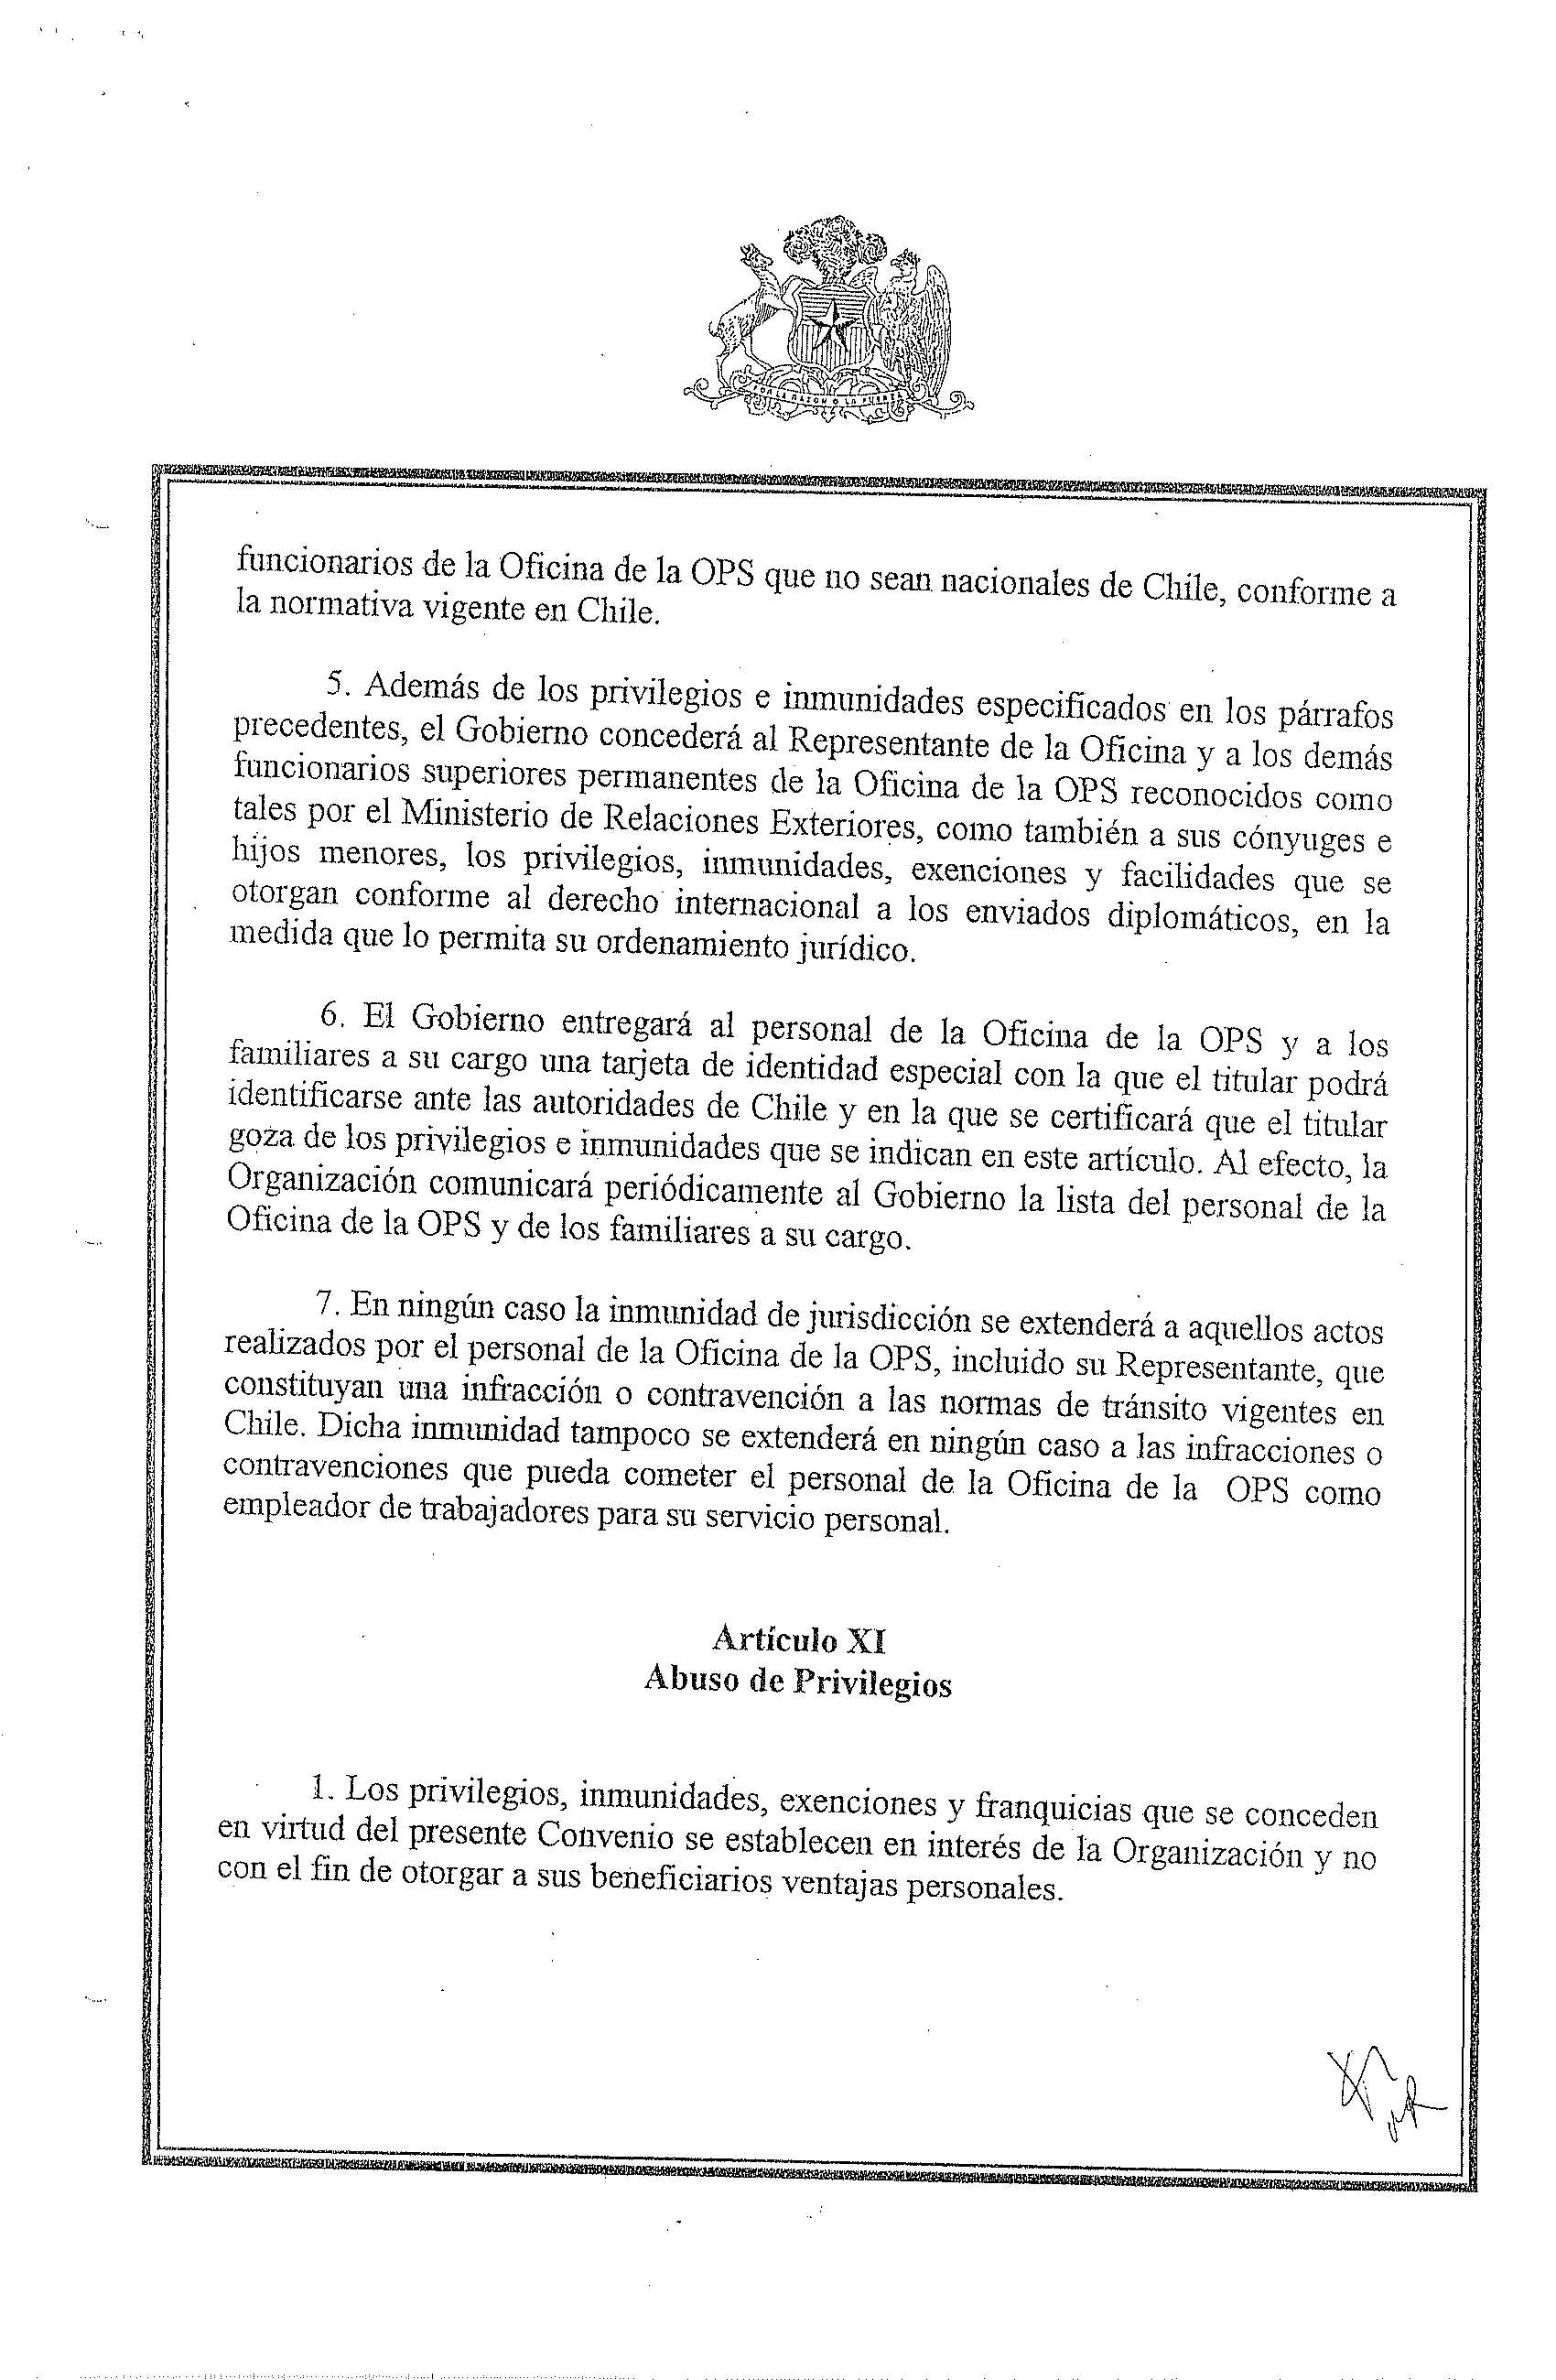 POR LA RAZON O LA FUERZA
funcionarios de la Oficina de la OPS que no sean nacionales de Chile, conforme a
la normativa vigente en Chile.
5. Además de los privilegios e inmunidades especificados en los párrafos
precedentes, el Gobierno concederá al Representante de la Oficina y a los demás
funcionarios superiores permanentes de la Oficina de la OPS reconocidos como
tales por el Ministerio de Relaciones Exteriores, como también a sus cónyuges e
hijos menores, los privilegios, inmunidades, exenciones y facilidades que se
otorgan conforme al derecho internacional a los enviados diplomáticos, en la
medida que lo permita su ordenamiento jurídico.
6. El Gobierno entregará al personal de la Oficina de la OPS y a los
familiares a su cargo una tarjeta de identidad especial con la que el titular podrá
identificarse ante las autoridades de Chile y en la que se certificará que el titular
goza de los privilegios e inmunidades que se indican en este artículo. Al efecto, la
Organización comunicará periódicamente al Gobierno la lista del personal de la
Oficina de la OPS y de los familiares a su cargo.
7. En ningún caso la inmunidad de jurisdicción se extenderá a aquellos actos
realizados por el personal de la Oficina de la OPS, incluido su Representante, que
constituyan una infracción o contravención a las normas de tránsito vigentes en
Chile. Dicha inmunidad tampoco se extenderá en ningún caso a las infracciones o
contravenciones que pueda cometer el personal de la Oficina de la OPS como
empleador de trabajadores para su servicio personal.
Artículo XI
Abuso de Privilegios
1. Los privilegios, inmunidades, exenciones y franquicias que se conceden
en virtud del presente Convenio se establecen en interés de la Organización y no
con el fin de otorgar a sus beneficiarios ventajas personales.